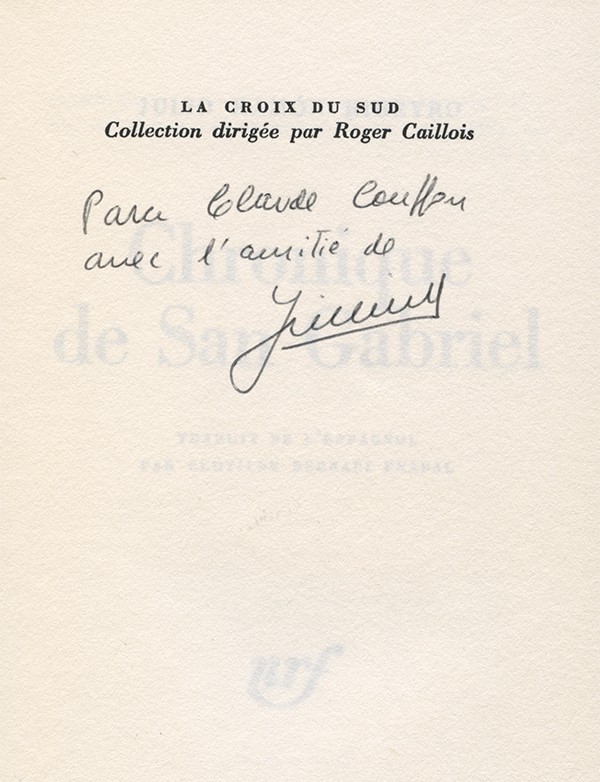 LA CROIX DU SUD
Collection dirigée par Roger Caillois
Para Claude Couffon
avec l'amitié de
Chronique
de San Gabriel
TRADUIT DE L'ESPAGNOL
PAR
nrf